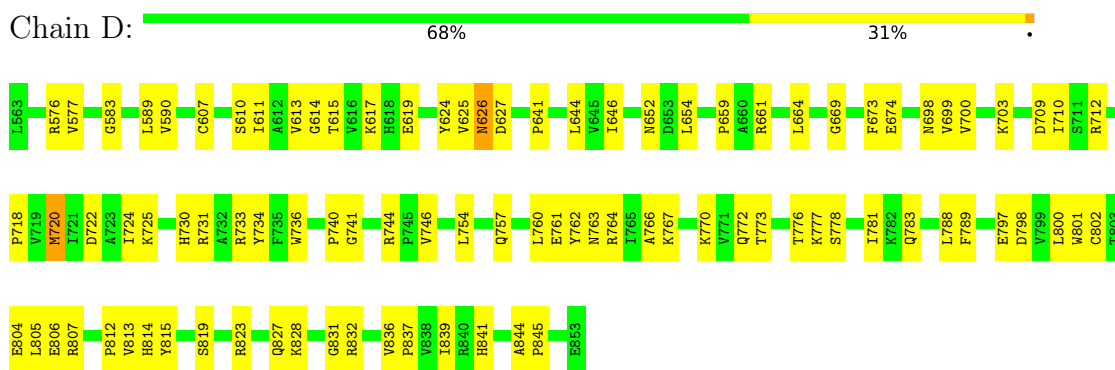 Chain D:
68% 31% •
L563 R576 V577 G583 L589 V590 C607 S610 I611 A612 V613 G614 T615 V616 K617 H618 E619 Y624 V625 N626 D627 P641 L644 V645 I646 N652 D653 L654 P659 A660 R661 L664 G669 F673 E674 N698 V699 V700 K703 D709 I710 S711 R712
P718 V719 M720 I721 D722 A723 I724 K725 H730 R731 A732 R733 Y734 F735 W736 P740 G741 R744 P745 V746 L754 Q757 L760 E761 Y762 N763 R764 I765 A766 K767 K770 V771 Q772 T773 T776 K777 S778 I781 K782 Q783 L788 F789 E797 D798 V799 L800 W801 C802 T803
E804 L805 E806 R807 P812 V813 H814 Y815 S819 R823 Q827 K828 G831 R832 V836 P837 V838 I839 R840 H841 A844 P845 E853